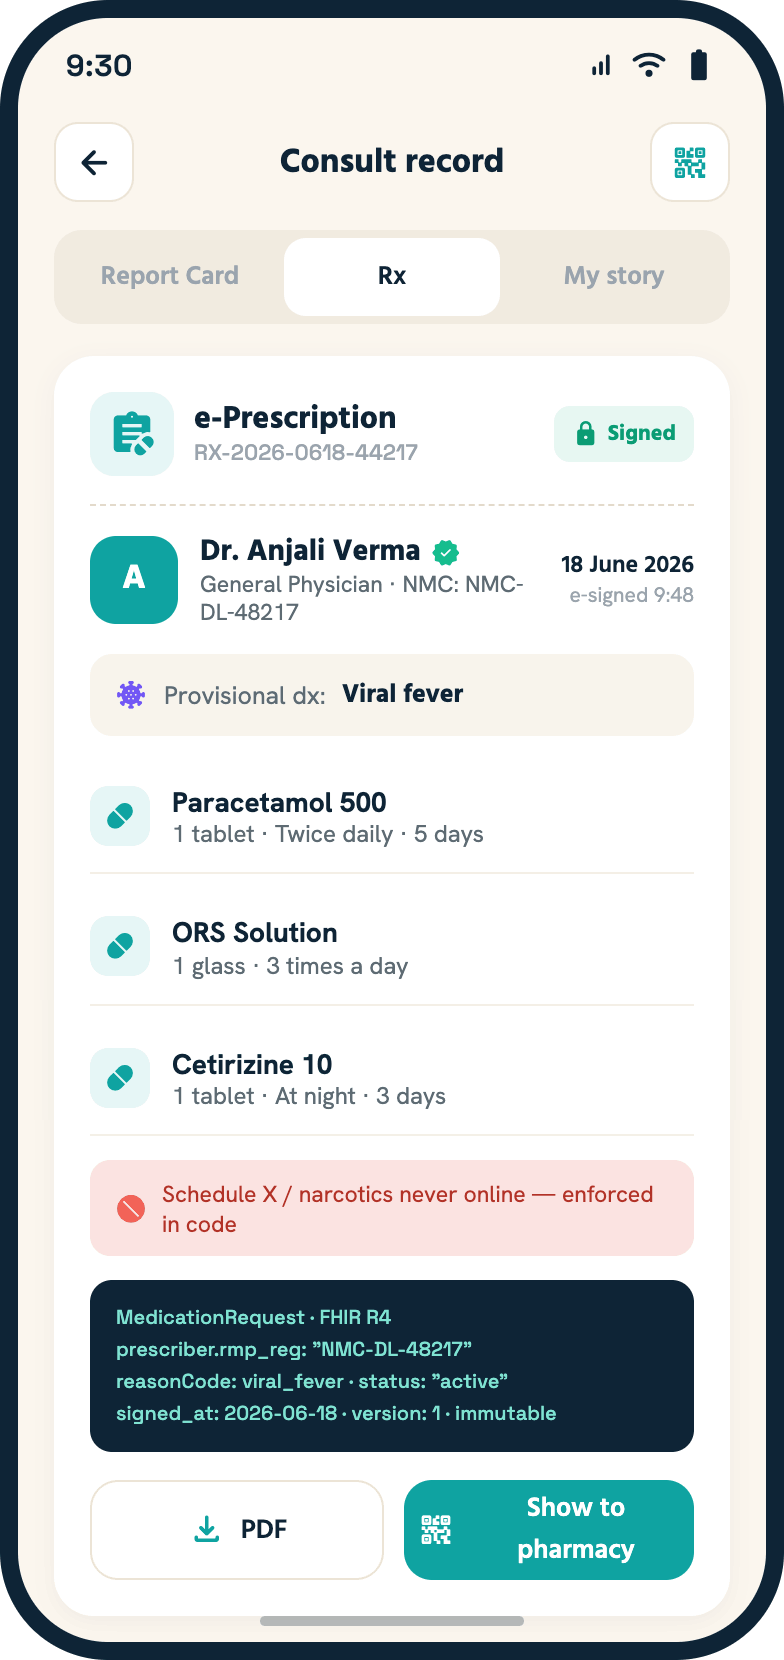 9:30
Consult record
Report Card
Rx
My story
e-Prescription
RX-2026-0618-44217
Signed
A
Dr. Anjali Verma
General Physician · NMC: NMC-
DL-48217
18 June 2026
e-signed 9:48
Provisional dx: Viral fever
Paracetamol 500
1 tablet · Twice daily · 5 days
ORS Solution
1 glass · 3 times a day
Cetirizine 10
1 tablet · At night · 3 days
Schedule X / narcotics never online — enforced
in code
MedicationRequest · FHIR R4
prescriber.rmp_reg: ”NMC-DL-48217”
reasonCode: viral_fever · status: ”active”
signed_at: 2026-06-18 · version: 1 · immutable
PDF
Show to
pharmacy